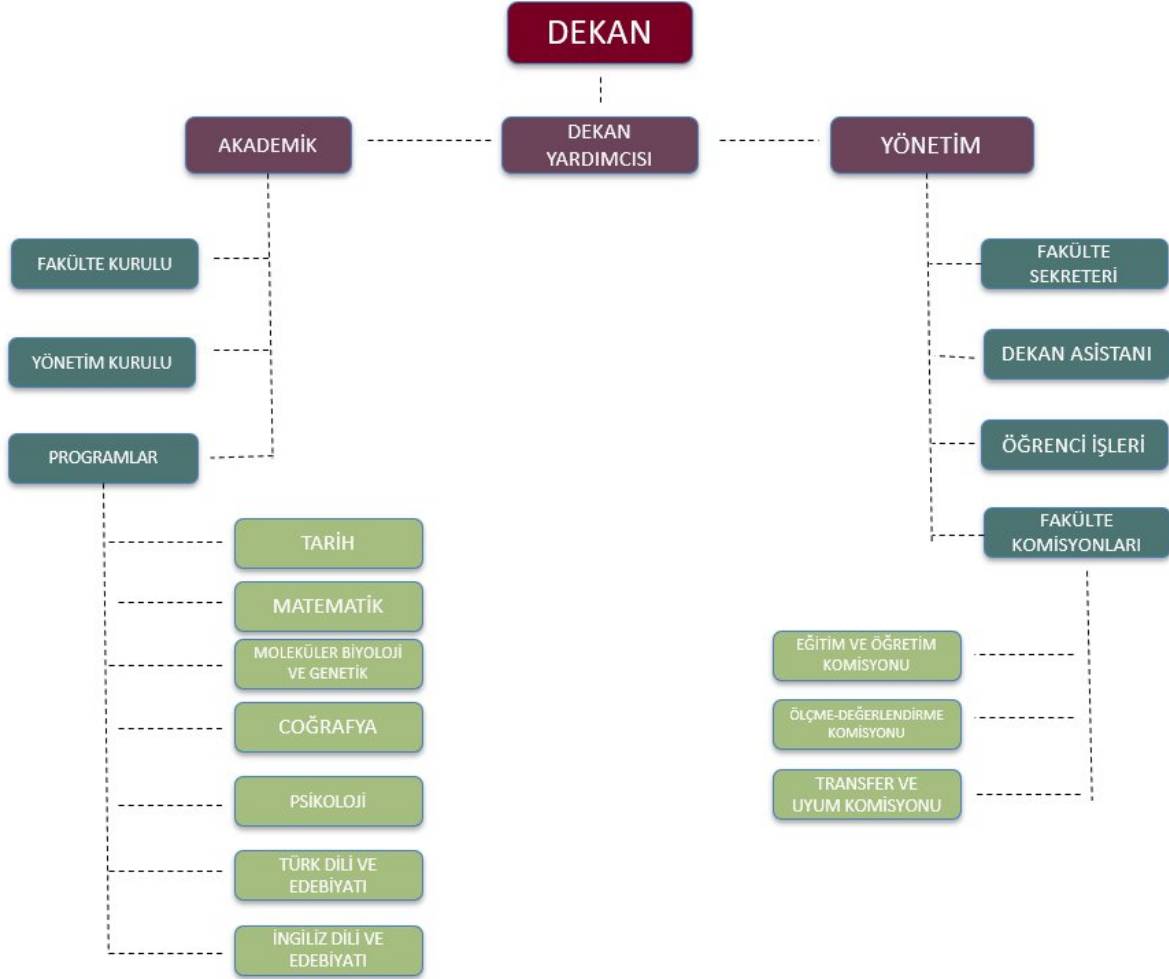 DEKAN
AKADEMİK
DEKAN
YARDIMCISI
YÖNETİM
FAKÜLTE KURULU
YÖNETİM KURULU
PROGRAMLAR
TARİH
MATEMATİK
MOLEKÜLER BİYOLOJİ
VE GENETİK
COĞRAFYA
PSİKOLOJİ
TÜRK DİLİ VE
EDEBİYATI
İNGİLİZ DİLİ VE
EDEBİYATI
FAKÜLTE
SEKRETERİ
DEKAN ASİSTANI
ÖĞRENCİ İŞLERİ
FAKÜLTE
KOMİSYONLARI
EĞİTİM VE ÖĞRETİM
KOMİSYONU
ÖLÇME-DEĞERLENDİRME
KOMİSYONU
TRANSFER VE
UYUM KOMİSYONU